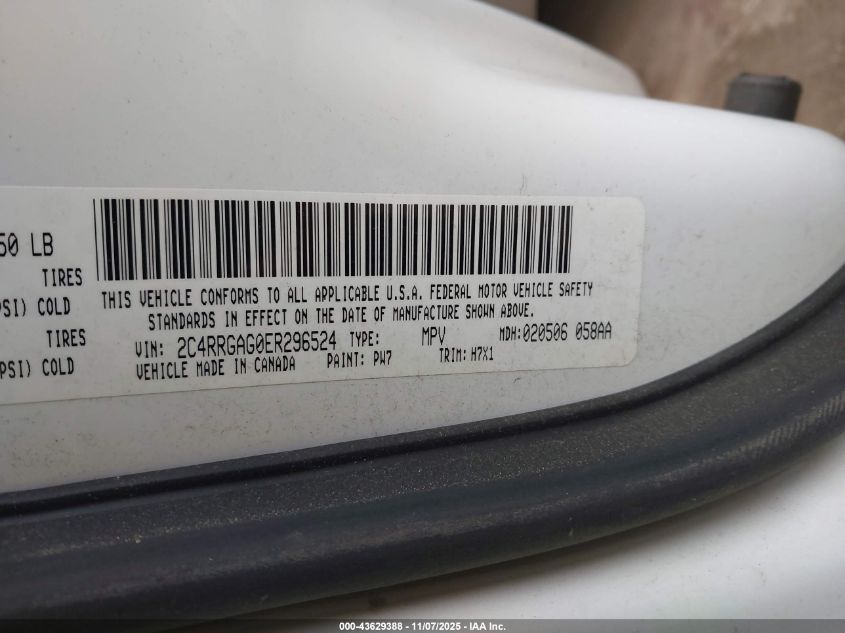 50 LB
TIRES
PSI) COLD
TIRES
PSI) COLD
THIS VEHICLE CONFORMS TO ALL APPLICABLE U.S.A. FEDERAL MOTOR VEHICLE SAFETY
STANDARDS IN EFFECT ON THE DATE OF MANUFACTURE SHOWN ABOVE.
VIN: 2C4RRGAG0ER296524 TYPE: MPV MDH:020506 058AA
VEHICLE MADE IN CANADA PAINT: PW7 TRIM: H7X1
000-43629388 - 11/07/2025 - IAA Inc.